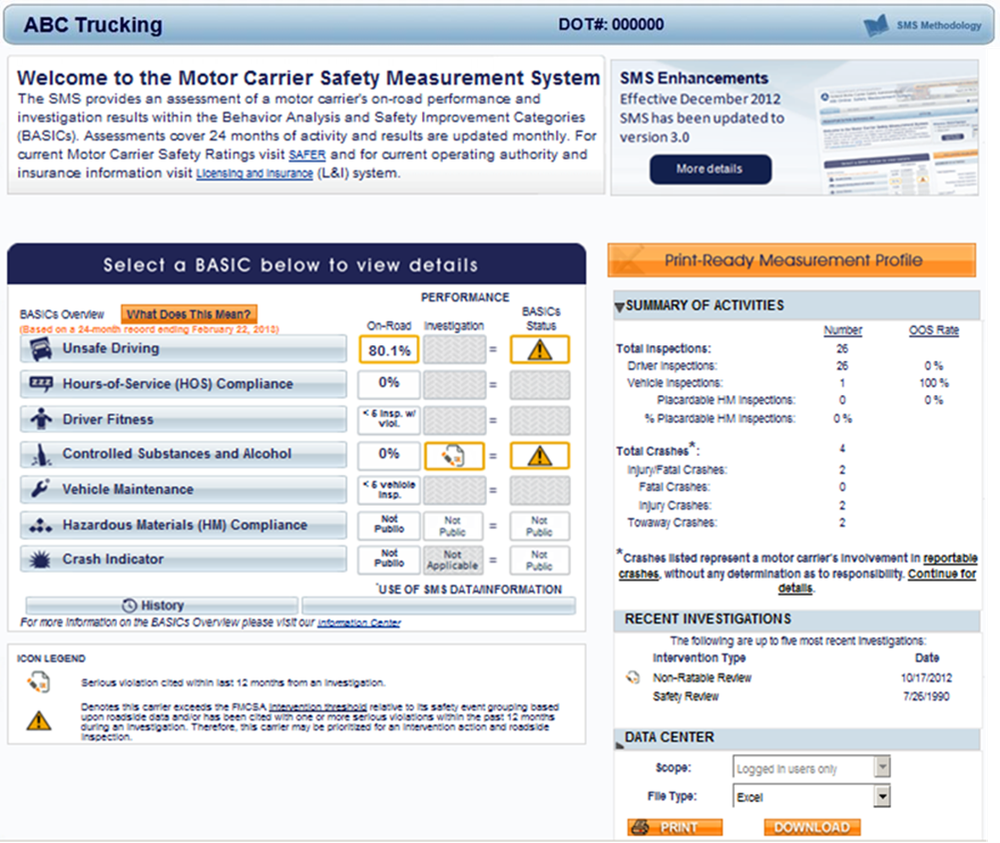 ABC Trucking
DOT#: 000000
SMS Methodology
Welcome to the Motor Carrier Safety Measurement System
The SMS provides an assessment of a motor carrier's on-road performance and
investigation results within the Behavior Analysis and Safety Improvement Categories
(BASICs). Assessments cover 24 months of activity and results are updated monthly. For
current Motor Carrier Safety Ratings visit SAFER and for current operating authority and
insurance information visit Licensing and Insurance (L&I) system.
SMS Enhancements
Effective December 2012
SMS has been updated to
version 3.0
More details
Select a BASIC below to view details
PERFORMANCE
BASICs Overview
What Does This Mean?
(Based on a 24-month record ending February 22, 2013)
On-Road
Investigation
BASICs
Status
Unsafe Driving
80.1%
=
Hours-of-Service (HOS) Compliance
0%
=
Driver Fitness
< 5 Insp. w/
viol.
=
Controlled Substances and Alcohol
0%
=
Vehicle Maintenance
< 5 vehicle
Insp.
=
Hazardous Materials (HM) Compliance
Not
Public
Not
Public
=
Not
Public
Crash Indicator
Not
Public
Not
Applicable
=
Not
Public
*USE OF SMS DATA/INFORMATION
History
For more information on the BASICs Overview please visit our Information Center
ICON LEGEND
Serious violation cited within last 12 months from an investigation.
Denotes this carrier exceeds the FMCSA intervention threshold relative to its safety event grouping based
upon roadside data and/or has been cited with one or more serious violations within the past 12 months
during an investigation. Therefore, this carrier may be prioritized for an intervention action and roadside
inspection.
Print-Ready Measurement Profile
SUMMARY OF ACTIVITIES
Number OOS Rate
Total Inspections: 26
Driver Inspections: 26 0 %
Vehicle Inspections: 1 100 %
Placardable HM Inspections: 0 0 %
% Placardable HM Inspections: 0 %
Total Crashes*: 4
Injury/Fatal Crashes: 2
Fatal Crashes: 0
Injury Crashes: 2
Towaway Crashes: 2
*Crashes listed represent a motor carrier's involvement in reportable
crashes, without any determination as to responsibility. Continue for
details.
RECENT INVESTIGATIONS
The following are up to five most recent investigations:
Intervention Type Date
Non-Ratable Review 10/17/2012
Safety Review 7/26/1990
DATA CENTER
Scope: Logged in users only
File Type: Excel
PRINT
DOWNLOAD